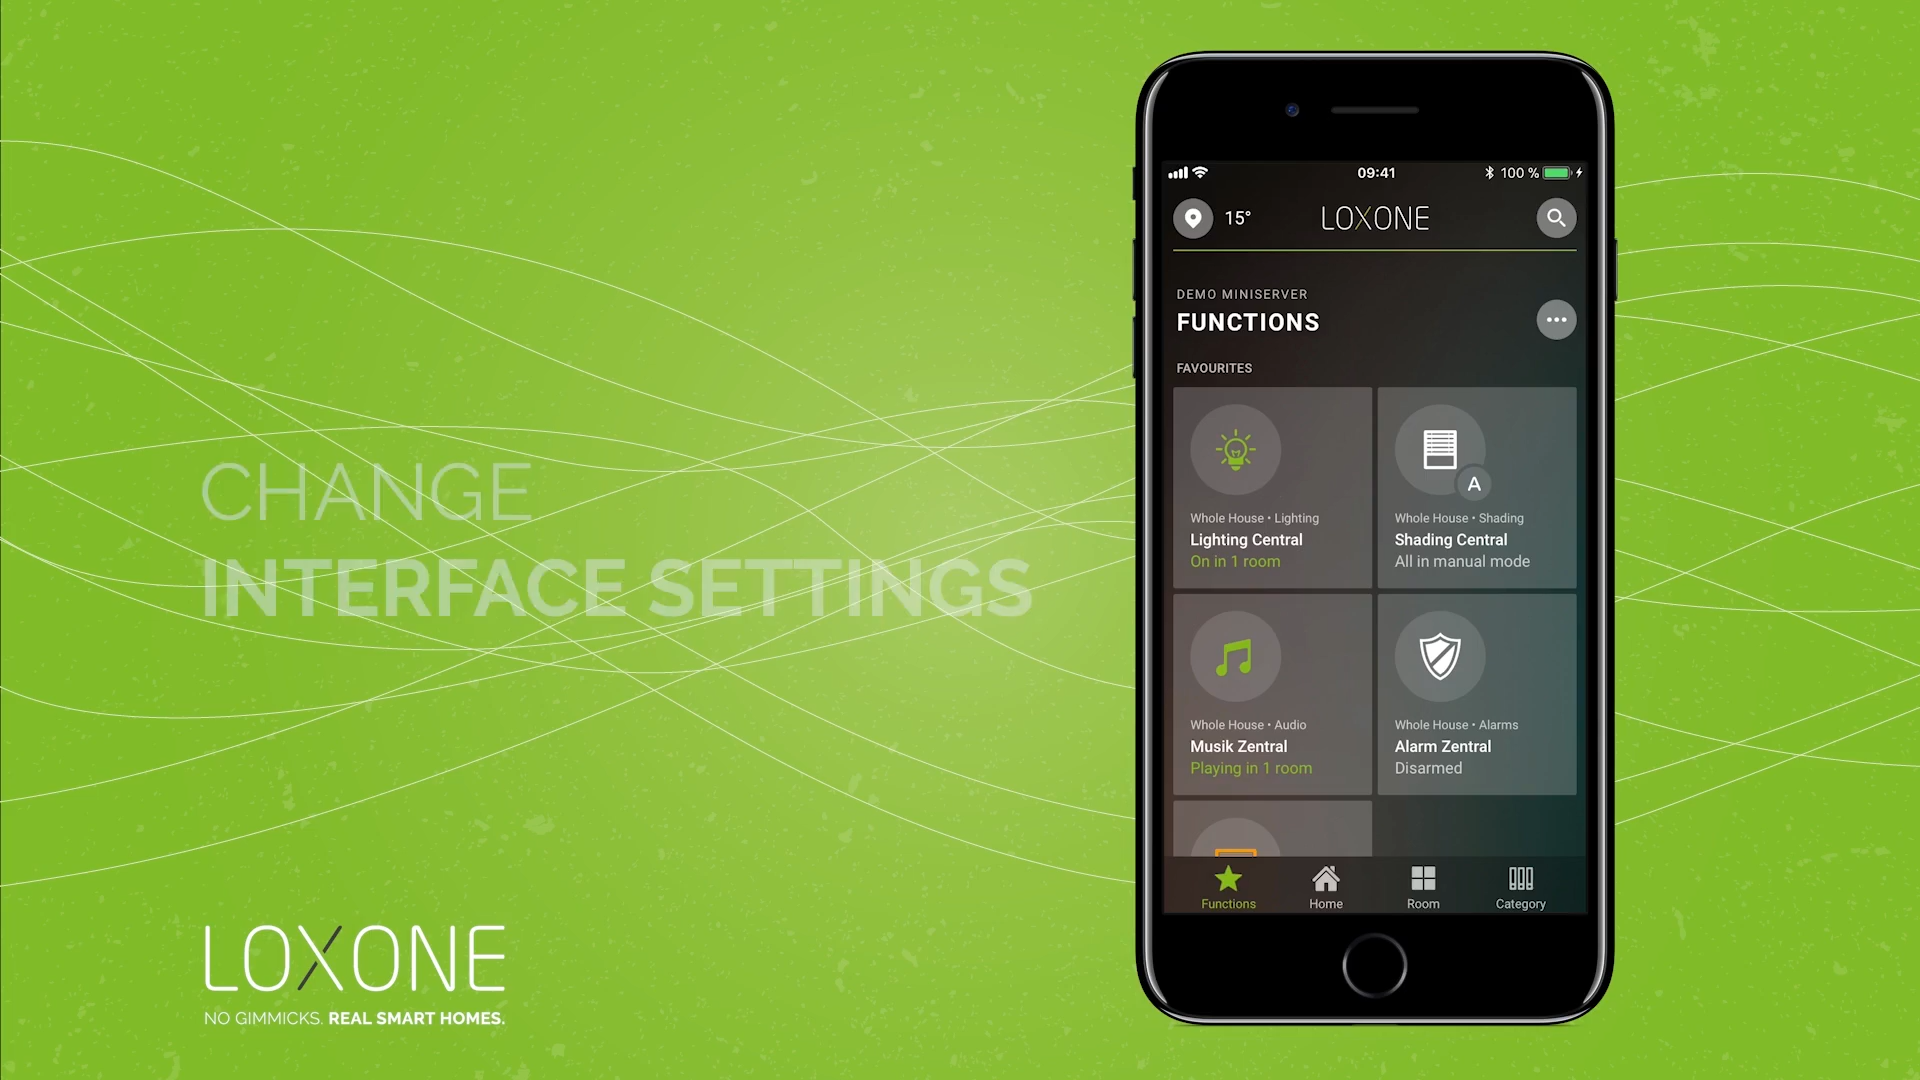 CHANGE
INTERFACE SETTINGS
LOXONE
NO GIMMICKS. REAL SMART HOMES.
09:41
100 %
15°
LOXONE
DEMO MINISERVER
FUNCTIONS
FAVOURITES
A
Whole House • Lighting
Lighting Central
On in 1 room
Whole House • Shading
Shading Central
All in manual mode
Whole House • Audio
Musik Zentral
Playing in 1 room
Whole House • Alarms
Alarm Zentral
Disarmed
Functions
Home
Room
Category